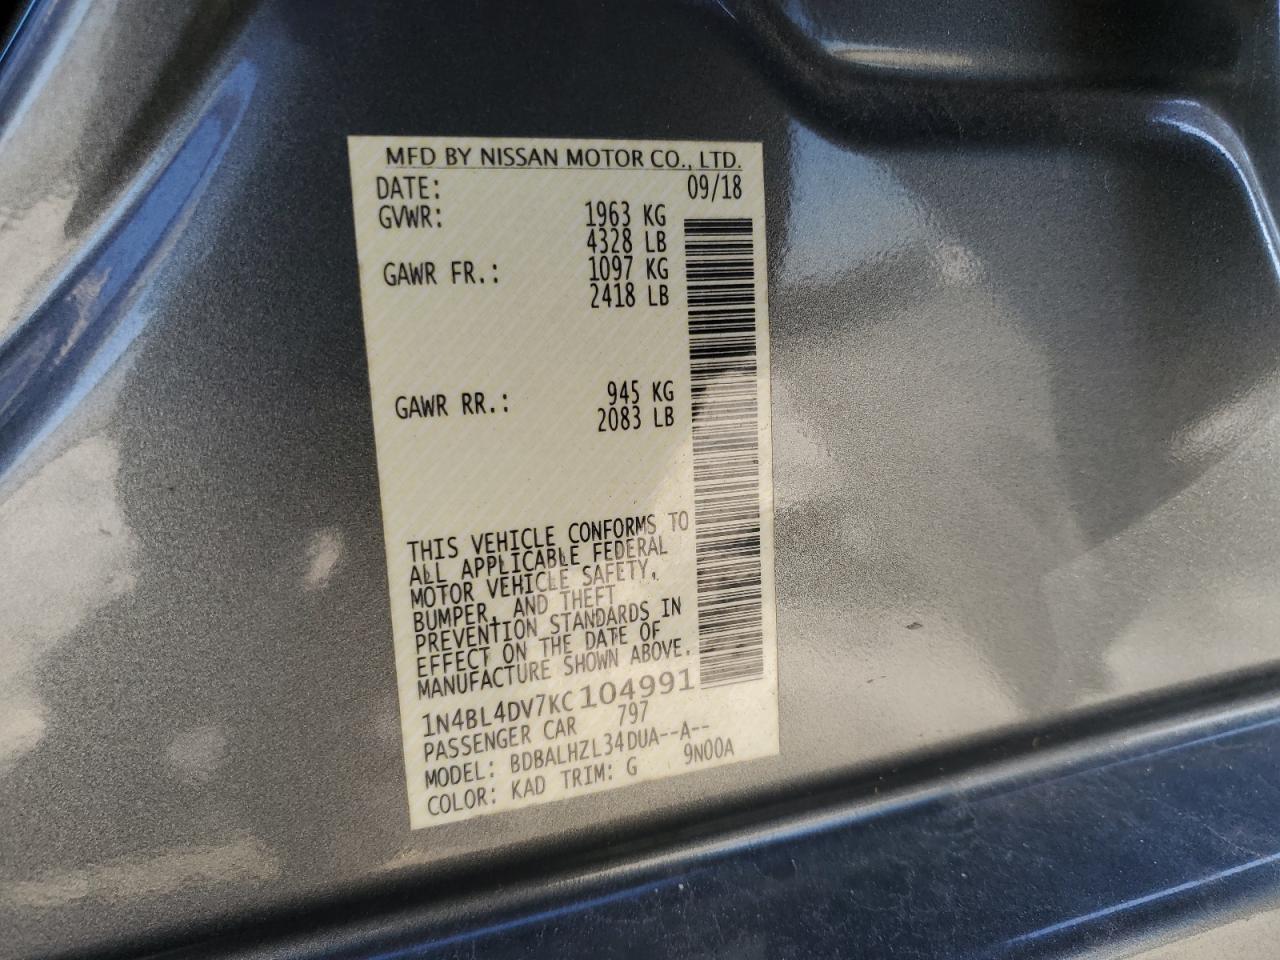 MFD BY NISSAN MOTOR CO., LTD.
DATE: 09/18
GVWR: 1963 KG
4328 LB
GAWR FR.: 1097 KG
2418 LB
GAWR RR.: 945 KG
2083 LB
THIS VEHICLE CONFORMS TO
ALL APPLICABLE FEDERAL
MOTOR VEHICLE SAFETY,
BUMPER, AND THEFT
PREVENTION STANDARDS IN
EFFECT ON THE DATE OF
MANUFACTURE SHOWN ABOVE.
1N4BL4DV7KC104991
PASSENGER CAR 797
MODEL: BDBALHZL34DUA--A--
COLOR: KAD TRIM: G 9N00A